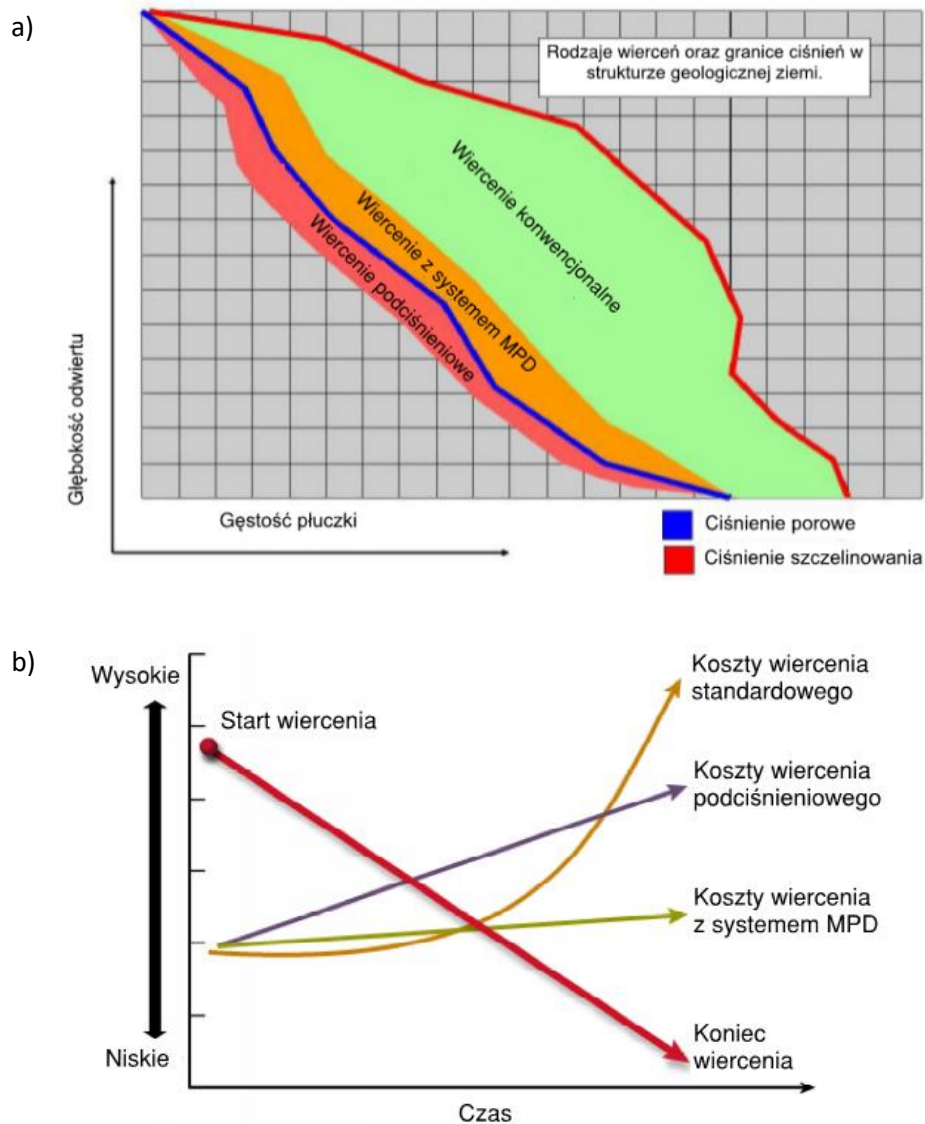 a)
Rodzaje wierceń oraz granice ciśnień w
strukturze geologicznej ziemi.
Wiercenie konwencjonalne
Wiercenie z systemem MPD
Wiercenie podciśnieniowe
Głębokość odwiertu
Gęstość płuczki
Ciśnienie porowe
Ciśnienie szczelinowania
b)
Wysokie
Start wiercenia
Koszty wiercenia
standardowego
Koszty wiercenia
podciśnieniowego
Koszty wiercenia
z systemem MPD
Koniec
wiercenia
Niskie
Czas